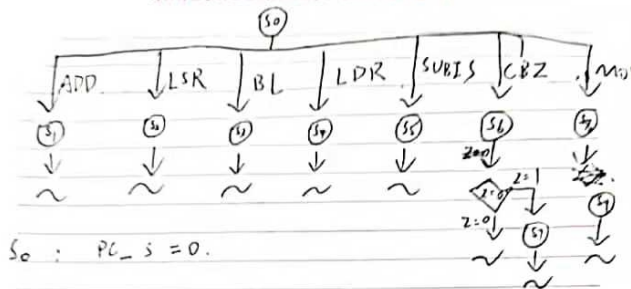 S0
ADD LSR BL LDR SUBIS CBZ
S1 S2 S3 S4 S5 S6
Z=0 Z=1
Z=0
S7
S0 : PC_S = 0.